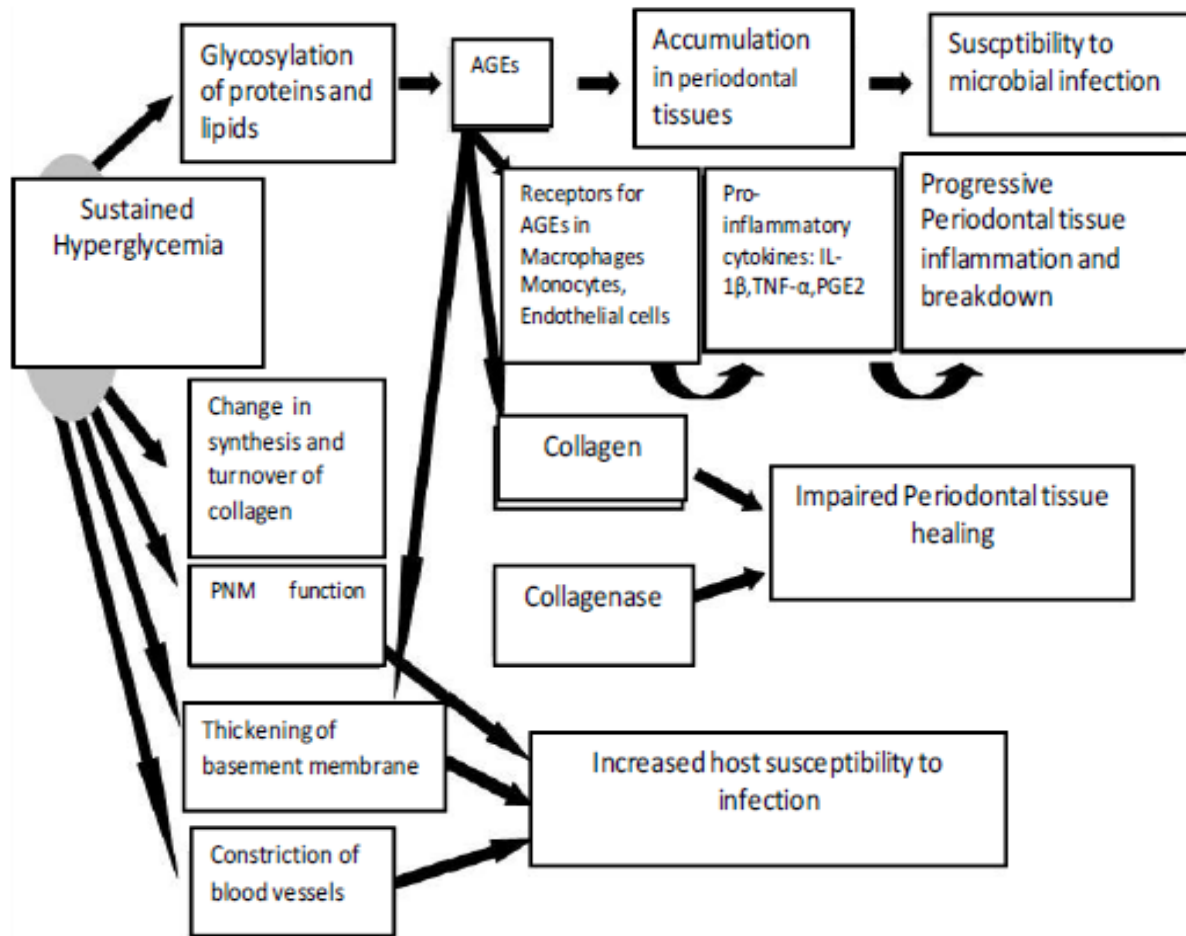 Glycosylation
of proteins and
lipids
AGEs
Accumulation
in periodontal
tissues
Suscptibility to
microbial infection
Sustained
Hyperglycemia
Receptors for
AGEs in
Macrophages
Monocytes,
Endothelial cells
Pro-
inflammatory
cytokines: IL-
1β,TNF-α,PGE2
Progressive
Periodontal tissue
inflammation and
breakdown
Change in
synthesis and
turnover of
collagen
Collagen
Impaired Periodontal tissue
healing
PNM function
Collagenase
Thickening of
basement membrane
Increased host susceptibility to
infection
Constriction of
blood vessels